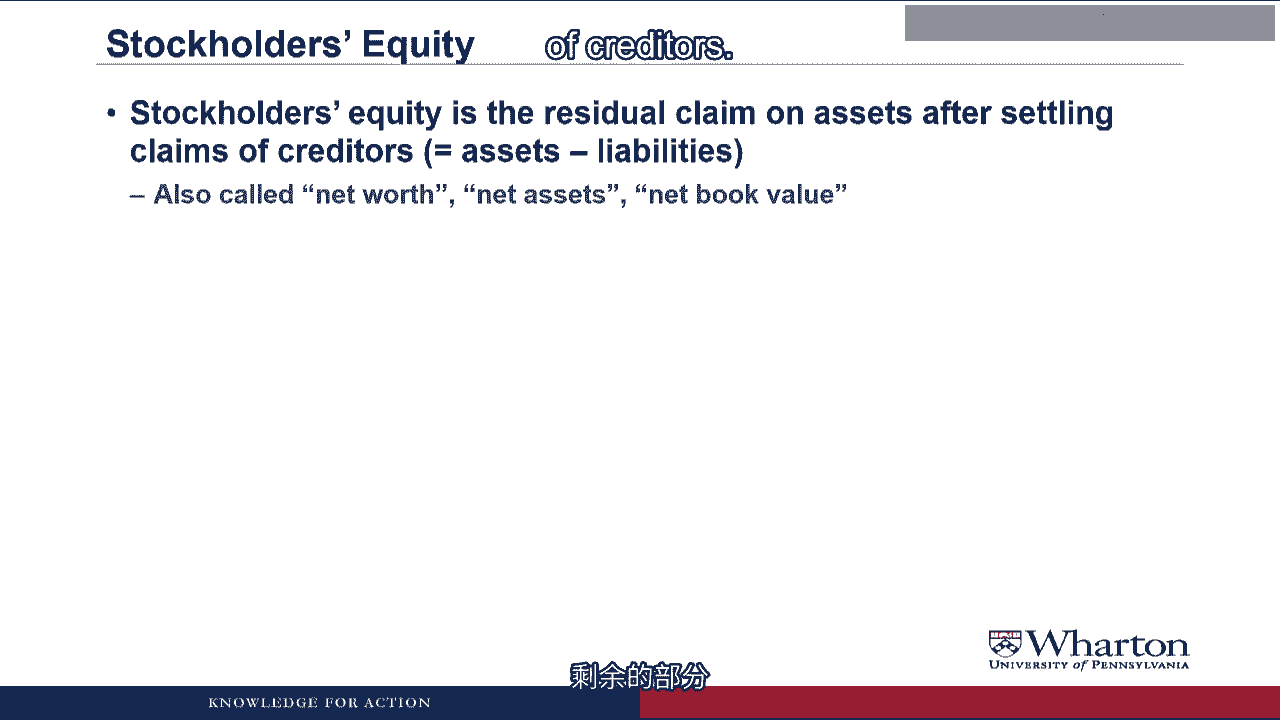 Stockholders’ Equity
of creditors.
• Stockholders’ equity is the residual claim on assets after settling
claims of creditors (= assets – liabilities)
– Also called “net worth”, “net assets”, “net book value”
Wharton
UNIVERSITY of PENNSYLVANIA
剩余的部分
KNOWLEDGE FOR ACTION